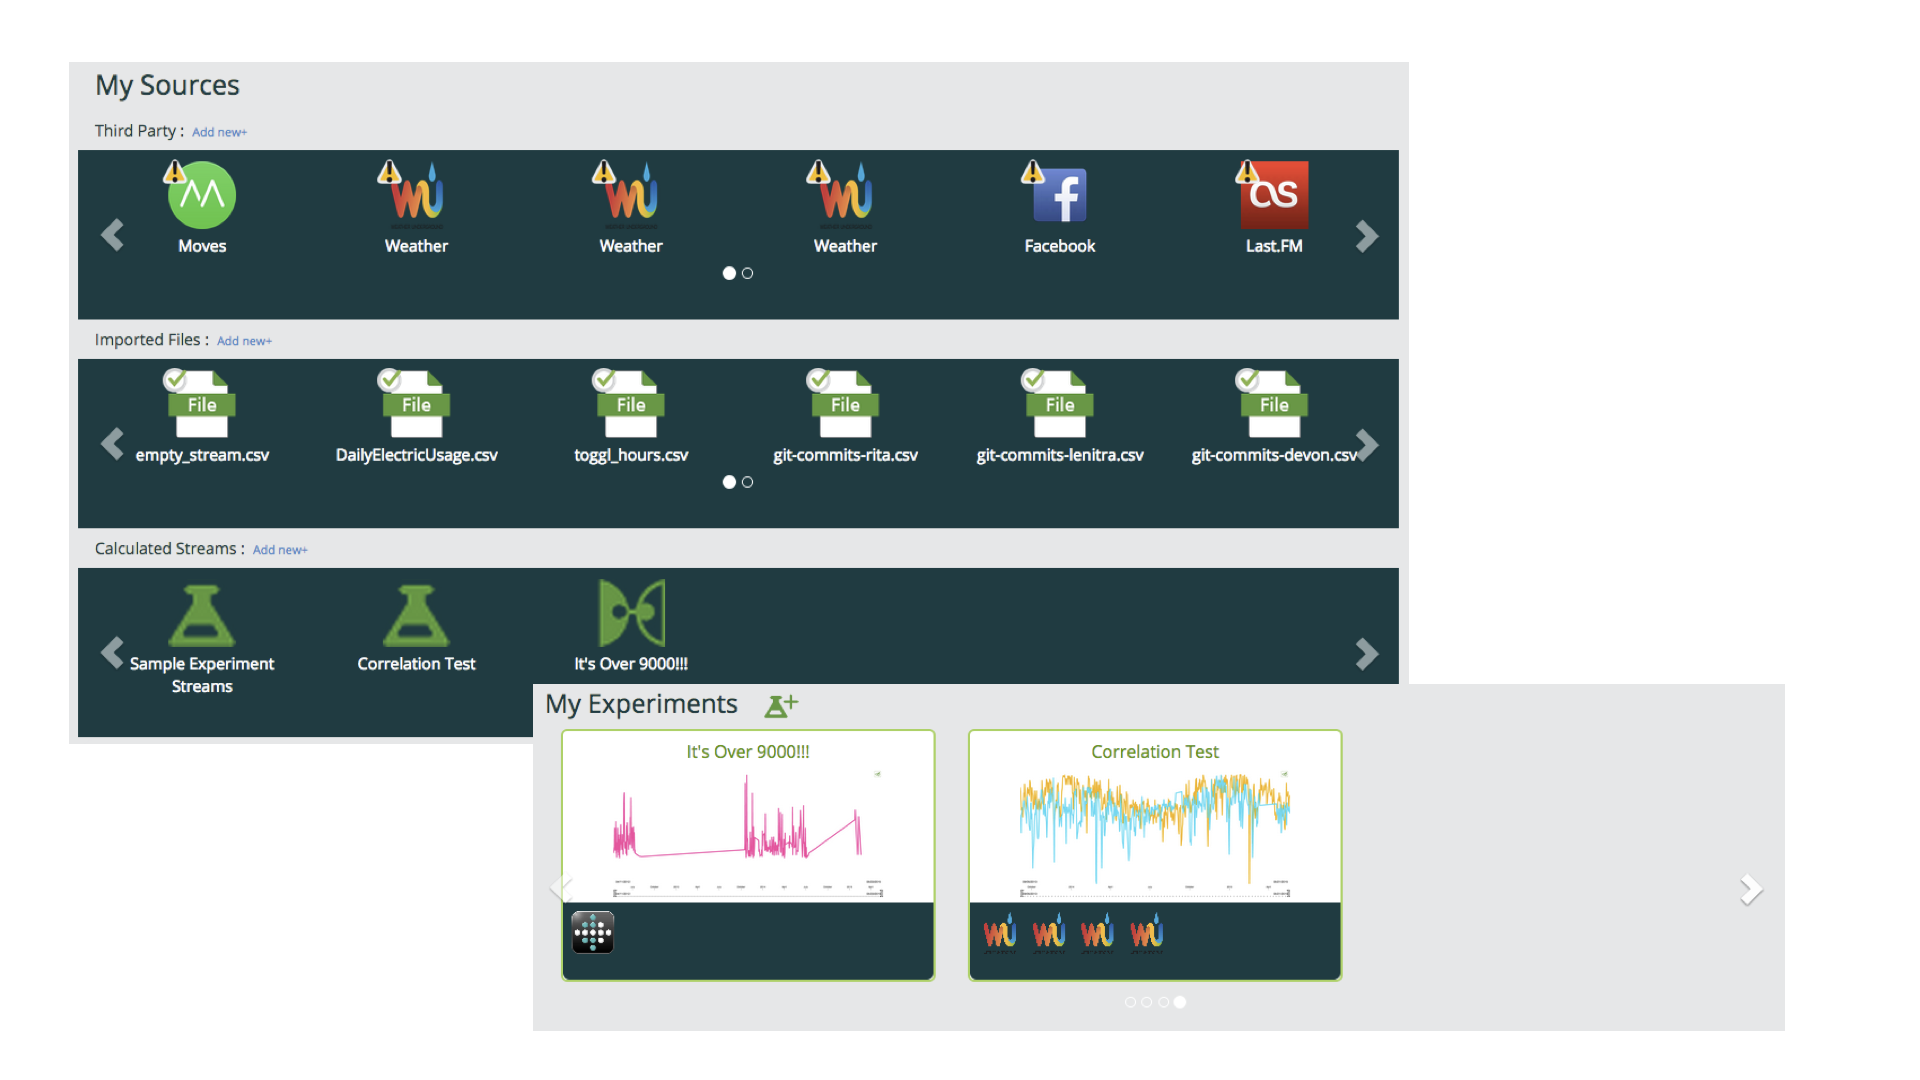 My Sources
Third Party : Add new+
Moves Weather Weather Weather Facebook Last.FM
Imported Files : Add new+
File File File File File File
empty_stream.csv DailyElectricUsage.csv toggl_hours.csv git-commits-rita.csv git-commits-lenitra.csv git-commits-devon.csv
Calculated Streams : Add new+
Sample Experiment Correlation Test It's Over 9000!!!
Streams
My Experiments
It's Over 9000!!! Correlation Test